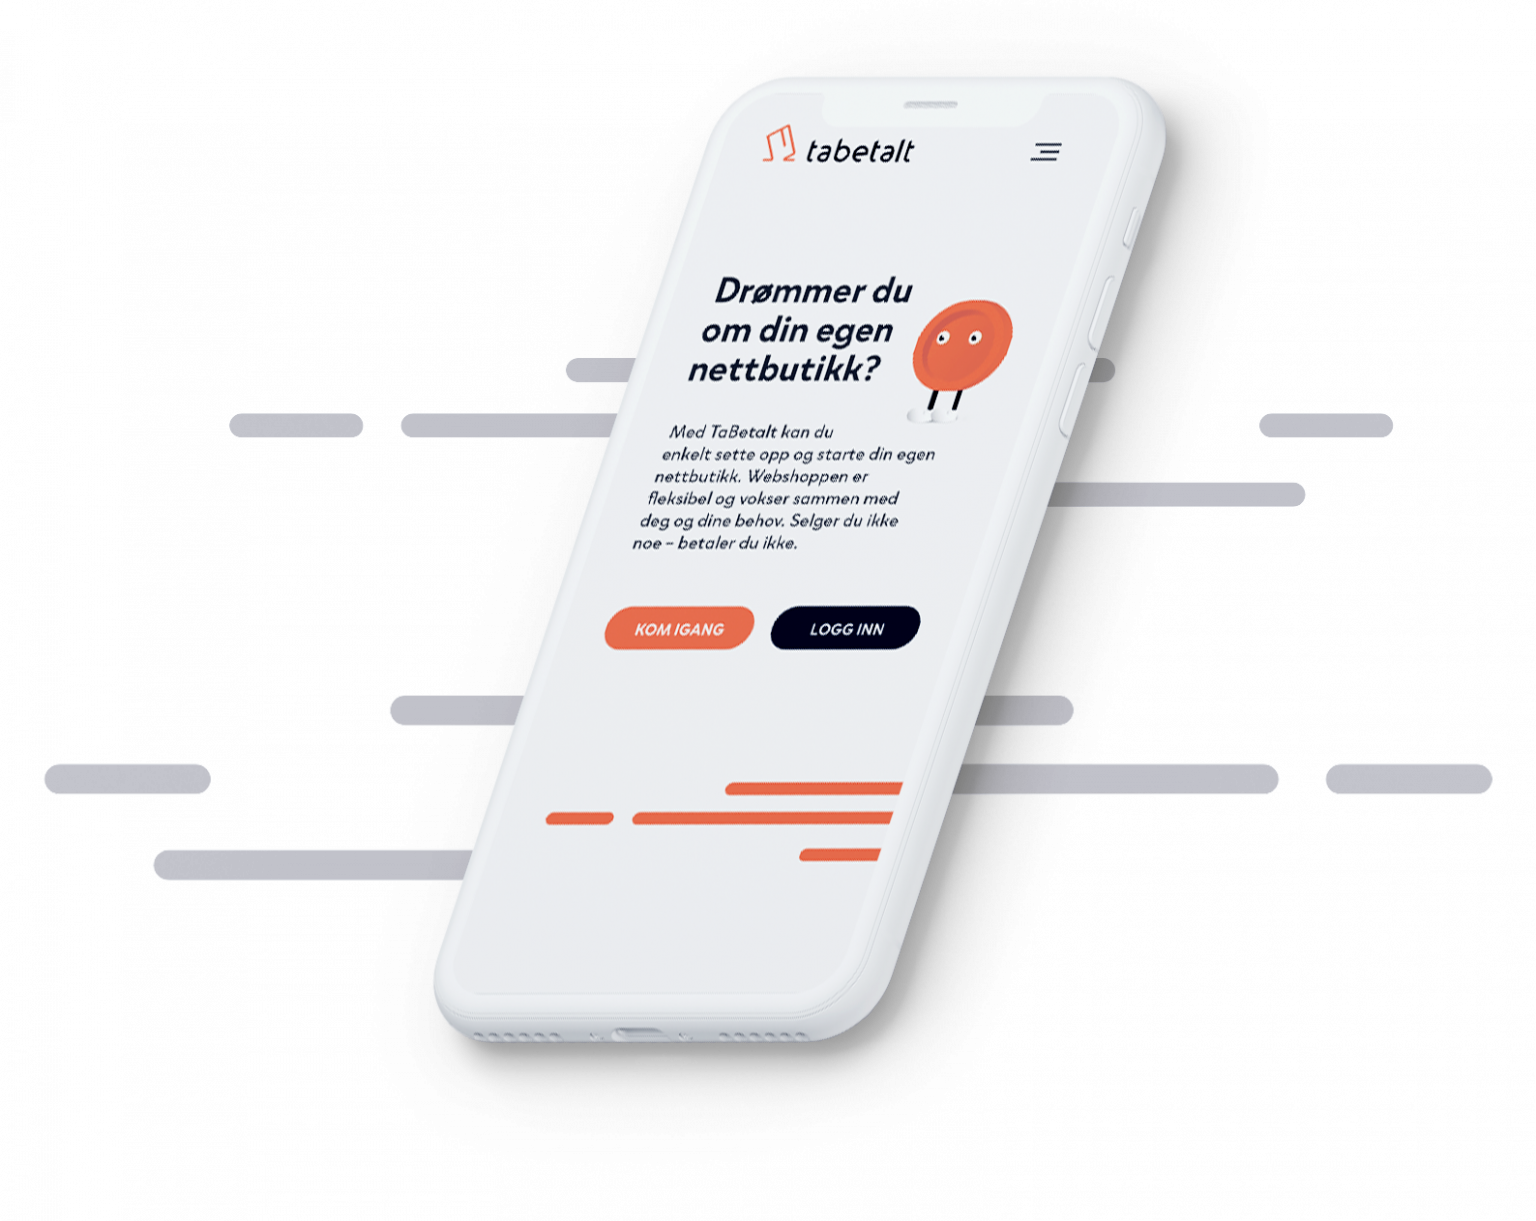 tabetalt
Drømmer du
om din egen
nettbutikk?
Med TaBetalt kan du
enkelt sette opp og starte din egen
nettbutikk. Webshoppen er
fleksibel og vokser sammen med
deg og dine behov. Selger du ikke
noe – betaler du ikke.
KOM IGANG
LOGG INN